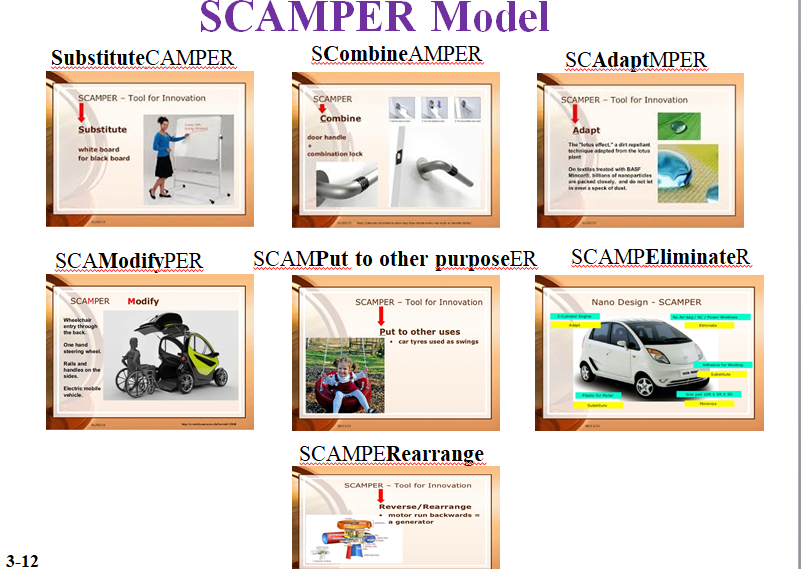 SCAMPER Model
SubstituteCAMPER
SCombineAMPER
SCAdaptMPER
SCAMPER – Tool for Innovation
Substitute
white board
for black board
SCAMPER
Combine
door handle
+
combination lock
SCAMPER – Tool for Innovation
Adapt
The "lotus effect," a dirt repellant
technique adapted from the lotus
plant
On textiles treated with BASF
Mincor®, billions of nanoparticles
are packed closely, and do not let
in even a speck of dust.
SCAModifyPER
SCAMPut to other purposeER
SCAMPEliminateR
SCAMPER Modify
Wheelchair
entry through
the back.
One hand
steering wheel.
Rails and
handles on the
sides.
Electric mobile
vehicle.
SCAMPER – Tool for Innovation
Put to other uses
• car tyres used as swings
Nano Design - SCAMPER
2-Cylinder Engine
Adapt
No Air bag / AC / Power Windows
Eliminate
Adhesive for Welding
Substitute
Plastic for Metal
Substitute
Minimize
SCAMPERearrange
SCAMPER – Tool for Innovation
Reverse/Rearrange
• motor run backwards =
a generator
3-12